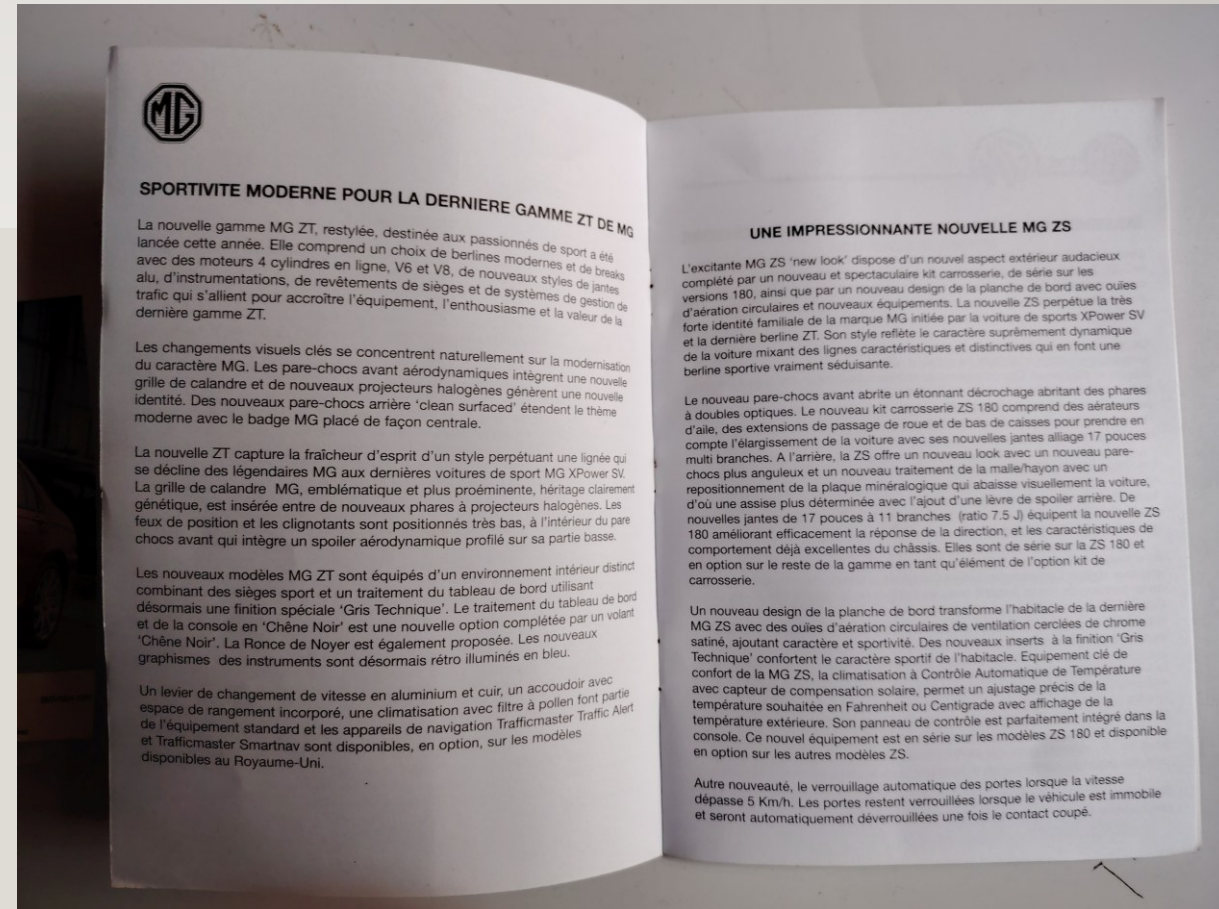 MG
SPORTIVITE MODERNE POUR LA DERNIERE GAMME ZT DE MG
La nouvelle gamme MG ZT, restylée, destinée aux passionnés de sport a été
lancée cette année. Elle comprend un choix de berlines modernes et de breaks
avec des moteurs 4 cylindres en ligne, V6 et V8, de nouveaux styles de jantes
alu, d'instrumentations, de revêtements de sièges et de systèmes de gestion de
trafic qui s'allient pour accroître l'équipement, l'enthousiasme et la valeur de la
dernière gamme ZT.
Les changements visuels clés se concentrent naturellement sur la modernisation
du caractère MG. Les pare-chocs avant aérodynamiques intègrent une nouvelle
grille de calandre et de nouveaux projecteurs halogènes génèrent une nouvelle
identité. Des nouveaux pare-chocs arrière 'clean surfaced' étendent le thème
moderne avec le badge MG placé de façon centrale.
La nouvelle ZT capture la fraîcheur d'esprit d'un style perpétuant une lignée qui
se décline des légendaires MG aux dernières voitures de sport MG XPower SV.
La grille de calandre MG, emblématique et plus proéminente, héritage clairement
génétique, est insérée entre de nouveaux phares à projecteurs halogènes. Les
feux de position et les clignotants sont positionnés très bas, à l'intérieur du pare
chocs avant qui intègre un spoiler aérodynamique profilé sur sa partie basse.
Les nouveaux modèles MG ZT sont équipés d'un environnement intérieur distinct
combinant des sièges sport et un traitement du tableau de bord utilisant
désormais une finition spéciale 'Gris Technique'. Le traitement du tableau de bord
et de la console en 'Chêne Noir' est une nouvelle option complétée par un volant
'Chêne Noir'. La Ronce de Noyer est également proposée. Les nouveaux
graphismes des instruments sont désormais rétro illuminés en bleu.
Un levier de changement de vitesse en aluminium et cuir, un accoudoir avec
espace de rangement incorporé, une climatisation avec filtre à pollen font partie
de l'équipement standard et les appareils de navigation Trafficmaster Traffic Alert
et Trafficmaster Smartnav sont disponibles, en option, sur les modèles
disponibles au Royaume-Uni.
UNE IMPRESSIONNANTE NOUVELLE MG ZS
L'excitante MG ZS 'new look' dispose d'un nouvel aspect extérieur audacieux
complété par un nouveau et spectaculaire kit carrosserie, de série sur les
versions 180, ainsi que par un nouveau design de la planche de bord avec ouïes
d'aération circulaires et nouveaux équipements. La nouvelle ZS perpétue la très
forte identité familiale de la marque MG initiée par la voiture de sports XPower SV
et la dernière berline ZT. Son style reflète le caractère suprêmement dynamique
de la voiture mixant des lignes caractéristiques et distinctives qui en font une
berline sportive vraiment séduisante.
Le nouveau pare-chocs avant abrite un étonnant décrochage abritant des phares
à doubles optiques. Le nouveau kit carrosserie ZS 180 comprend des aérateurs
d'aile, des extensions de passage de roue et de bas de caisses pour prendre en
compte l'élargissement de la voiture avec ses nouvelles jantes alliage 17 pouces
multi branches. A l'arrière, la ZS offre un nouveau look avec un nouveau pare-
chocs plus anguleux et un nouveau traitement de la malle/hayon avec un
repositionnement de la plaque minéralogique qui abaisse visuellement la voiture,
d'où une assise plus déterminée avec l'ajout d'une lèvre de spoiler arrière. De
nouvelles jantes de 17 pouces à 11 branches (ratio 7.5 J) équipent la nouvelle ZS
180 améliorant efficacement la réponse de la direction, et les caractéristiques de
comportement déjà excellentes du châssis. Elles sont de série sur la ZS 180 et
en option sur le reste de la gamme en tant qu'élément de l'option kit de
carrosserie.
Un nouveau design de la planche de bord transforme l'habitacle de la dernière
MG ZS avec des ouïes d'aération circulaires de ventilation cerclées de chrome
satiné, ajoutant caractère et sportivité. Des nouveaux inserts à la finition 'Gris
Technique' confortent le caractère sportif de l'habitacle. Equipement clé de
confort de la MG ZS, la climatisation à Contrôle Automatique de Température
avec capteur de compensation solaire, permet un ajustage précis de la
température souhaitée en Fahrenheit ou Centigrade avec affichage de la
température extérieure. Son panneau de contrôle est parfaitement intégré dans la
console. Ce nouvel équipement est en série sur les modèles ZS 180 et disponible
en option sur les autres modèles ZS.
Autre nouveauté, le verrouillage automatique des portes lorsque la vitesse
dépasse 5 Km/h. Les portes restent verrouillées lorsque le véhicule est immobile
et seront automatiquement déverrouillées une fois le contact coupé.